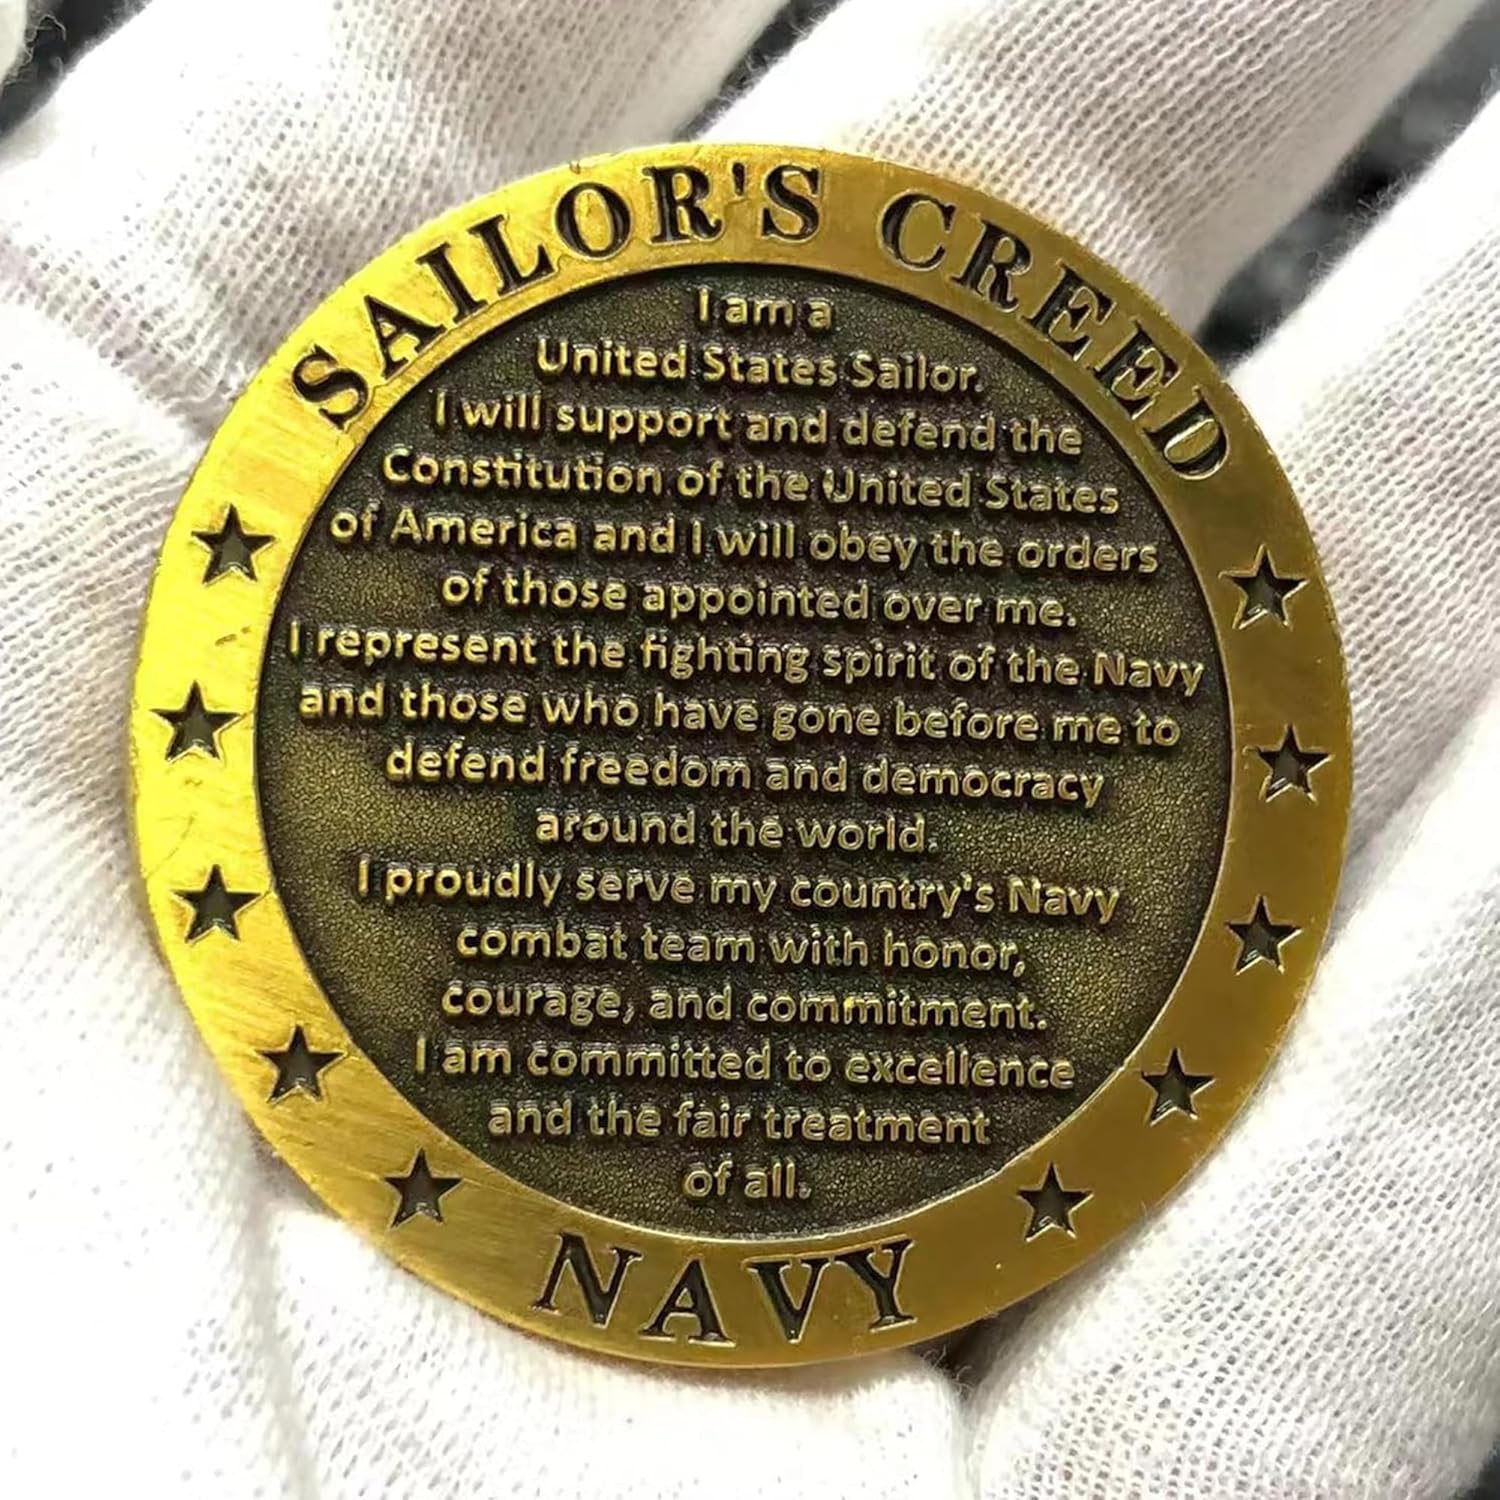 SAILOR'S CREED
I am a
United States Sailor.
I will support and defend the
Constitution of the United States
of America and I will obey the orders
of those appointed over me.
I represent the fighting spirit of the Navy
and those who have gone before me to
defend freedom and democracy
around the world.
I proudly serve my country's Navy
combat team with honor,
courage, and commitment.
I am committed to excellence
and the fair treatment
of all.
NAVY